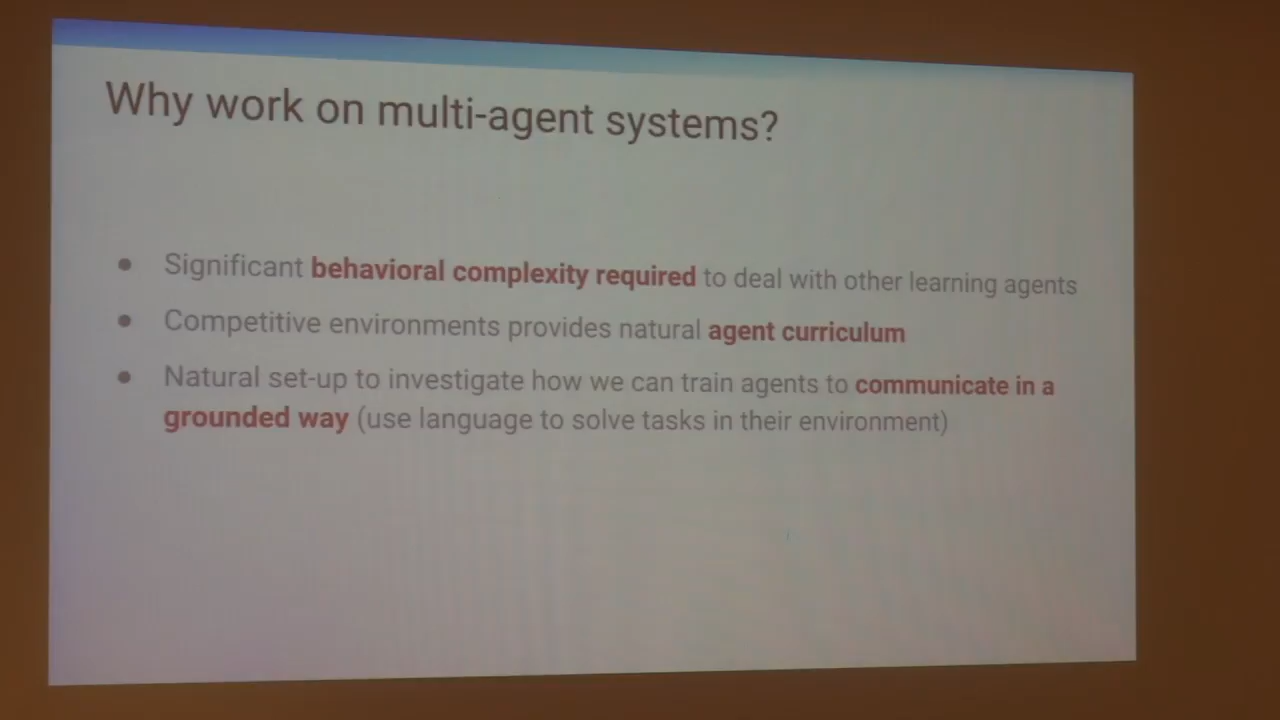 Why work on multi-agent systems?
● Significant behavioral complexity required to deal with other learning agents
● Competitive environments provides natural agent curriculum
● Natural set-up to investigate how we can train agents to communicate in a
grounded way (use language to solve tasks in their environment)